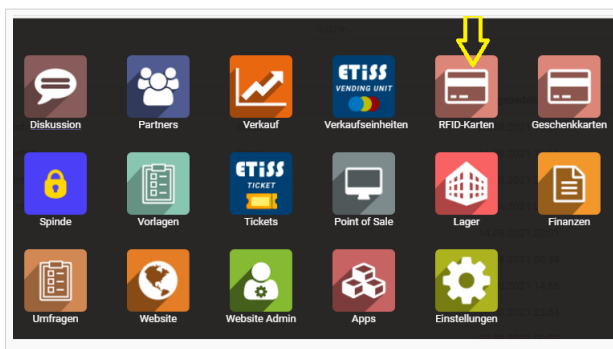 ETiSS
VENDING UNIT
Diskussion
Partners
Verkauf
Verkaufseinheiten
RFID-Karten
Geschenkkarten
ETiSS
TICKET
Spinde
Vorlagen
Tickets
Point of Sale
Lager
Finanzen
Umfragen
Website
Website Admin
Apps
Einstellungen